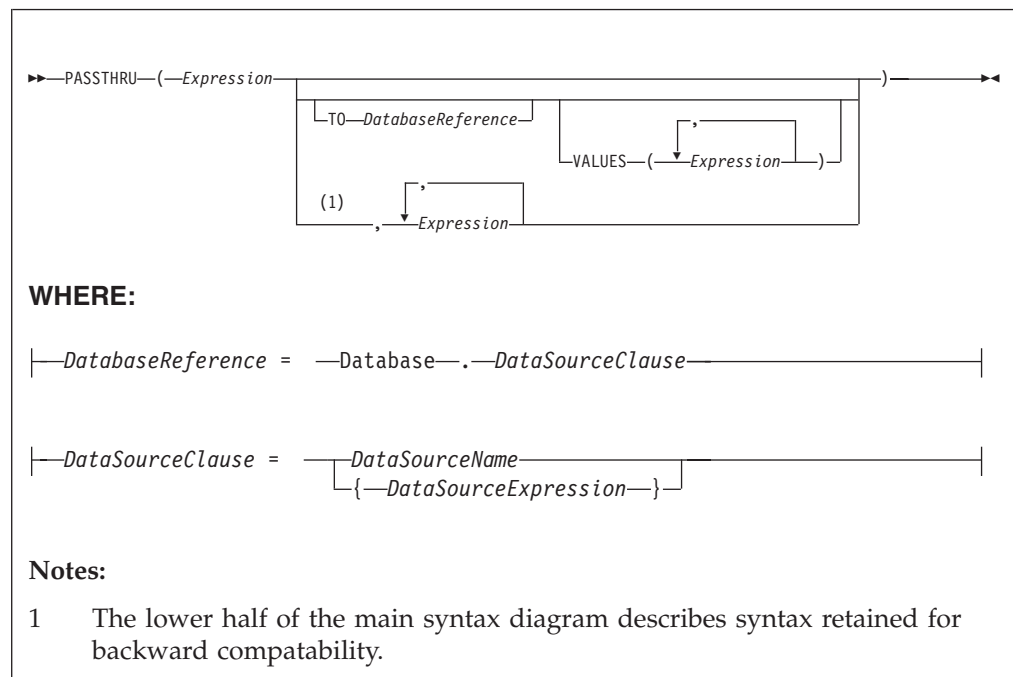 PASSTHRU ( Expression )
TO DatabaseReference
,
VALUES ( Expression )
(1)
,
, Expression
WHERE:
DatabaseReference = Database . DataSourceClause
DataSourceClause = DataSourceName
{ DataSourceExpression }
Notes:
1 The lower half of the main syntax diagram describes syntax retained for
backward compatability.